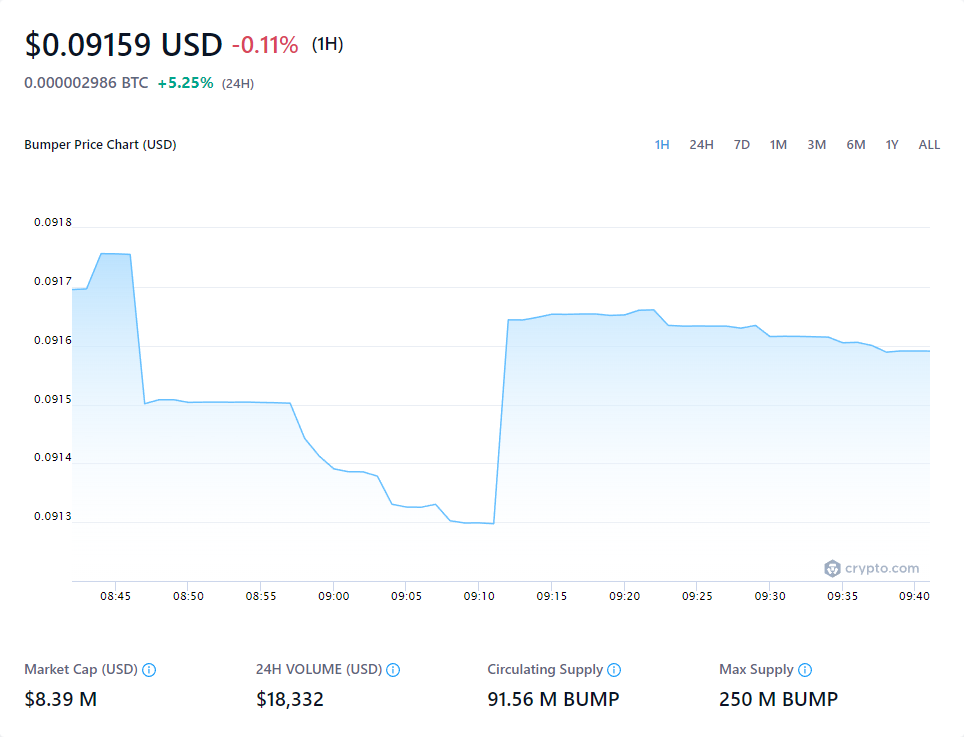 $0.09159 USD -0.11% (1H)
0.000002986 BTC +5.25% (24H)
Bumper Price Chart (USD) 1H 24H 7D 1M 3M 6M 1Y ALL
0.0918
0.0917
0.0916
0.0915
0.0914
0.0913
crypto.com
08:45 08:50 08:55 09:00 09:05 09:10 09:15 09:20 09:25 09:30 09:35 09:40
Market Cap (USD) 24H VOLUME (USD) Circulating Supply Max Supply
$8.39 M $18,332 91.56 M BUMP 250 M BUMP